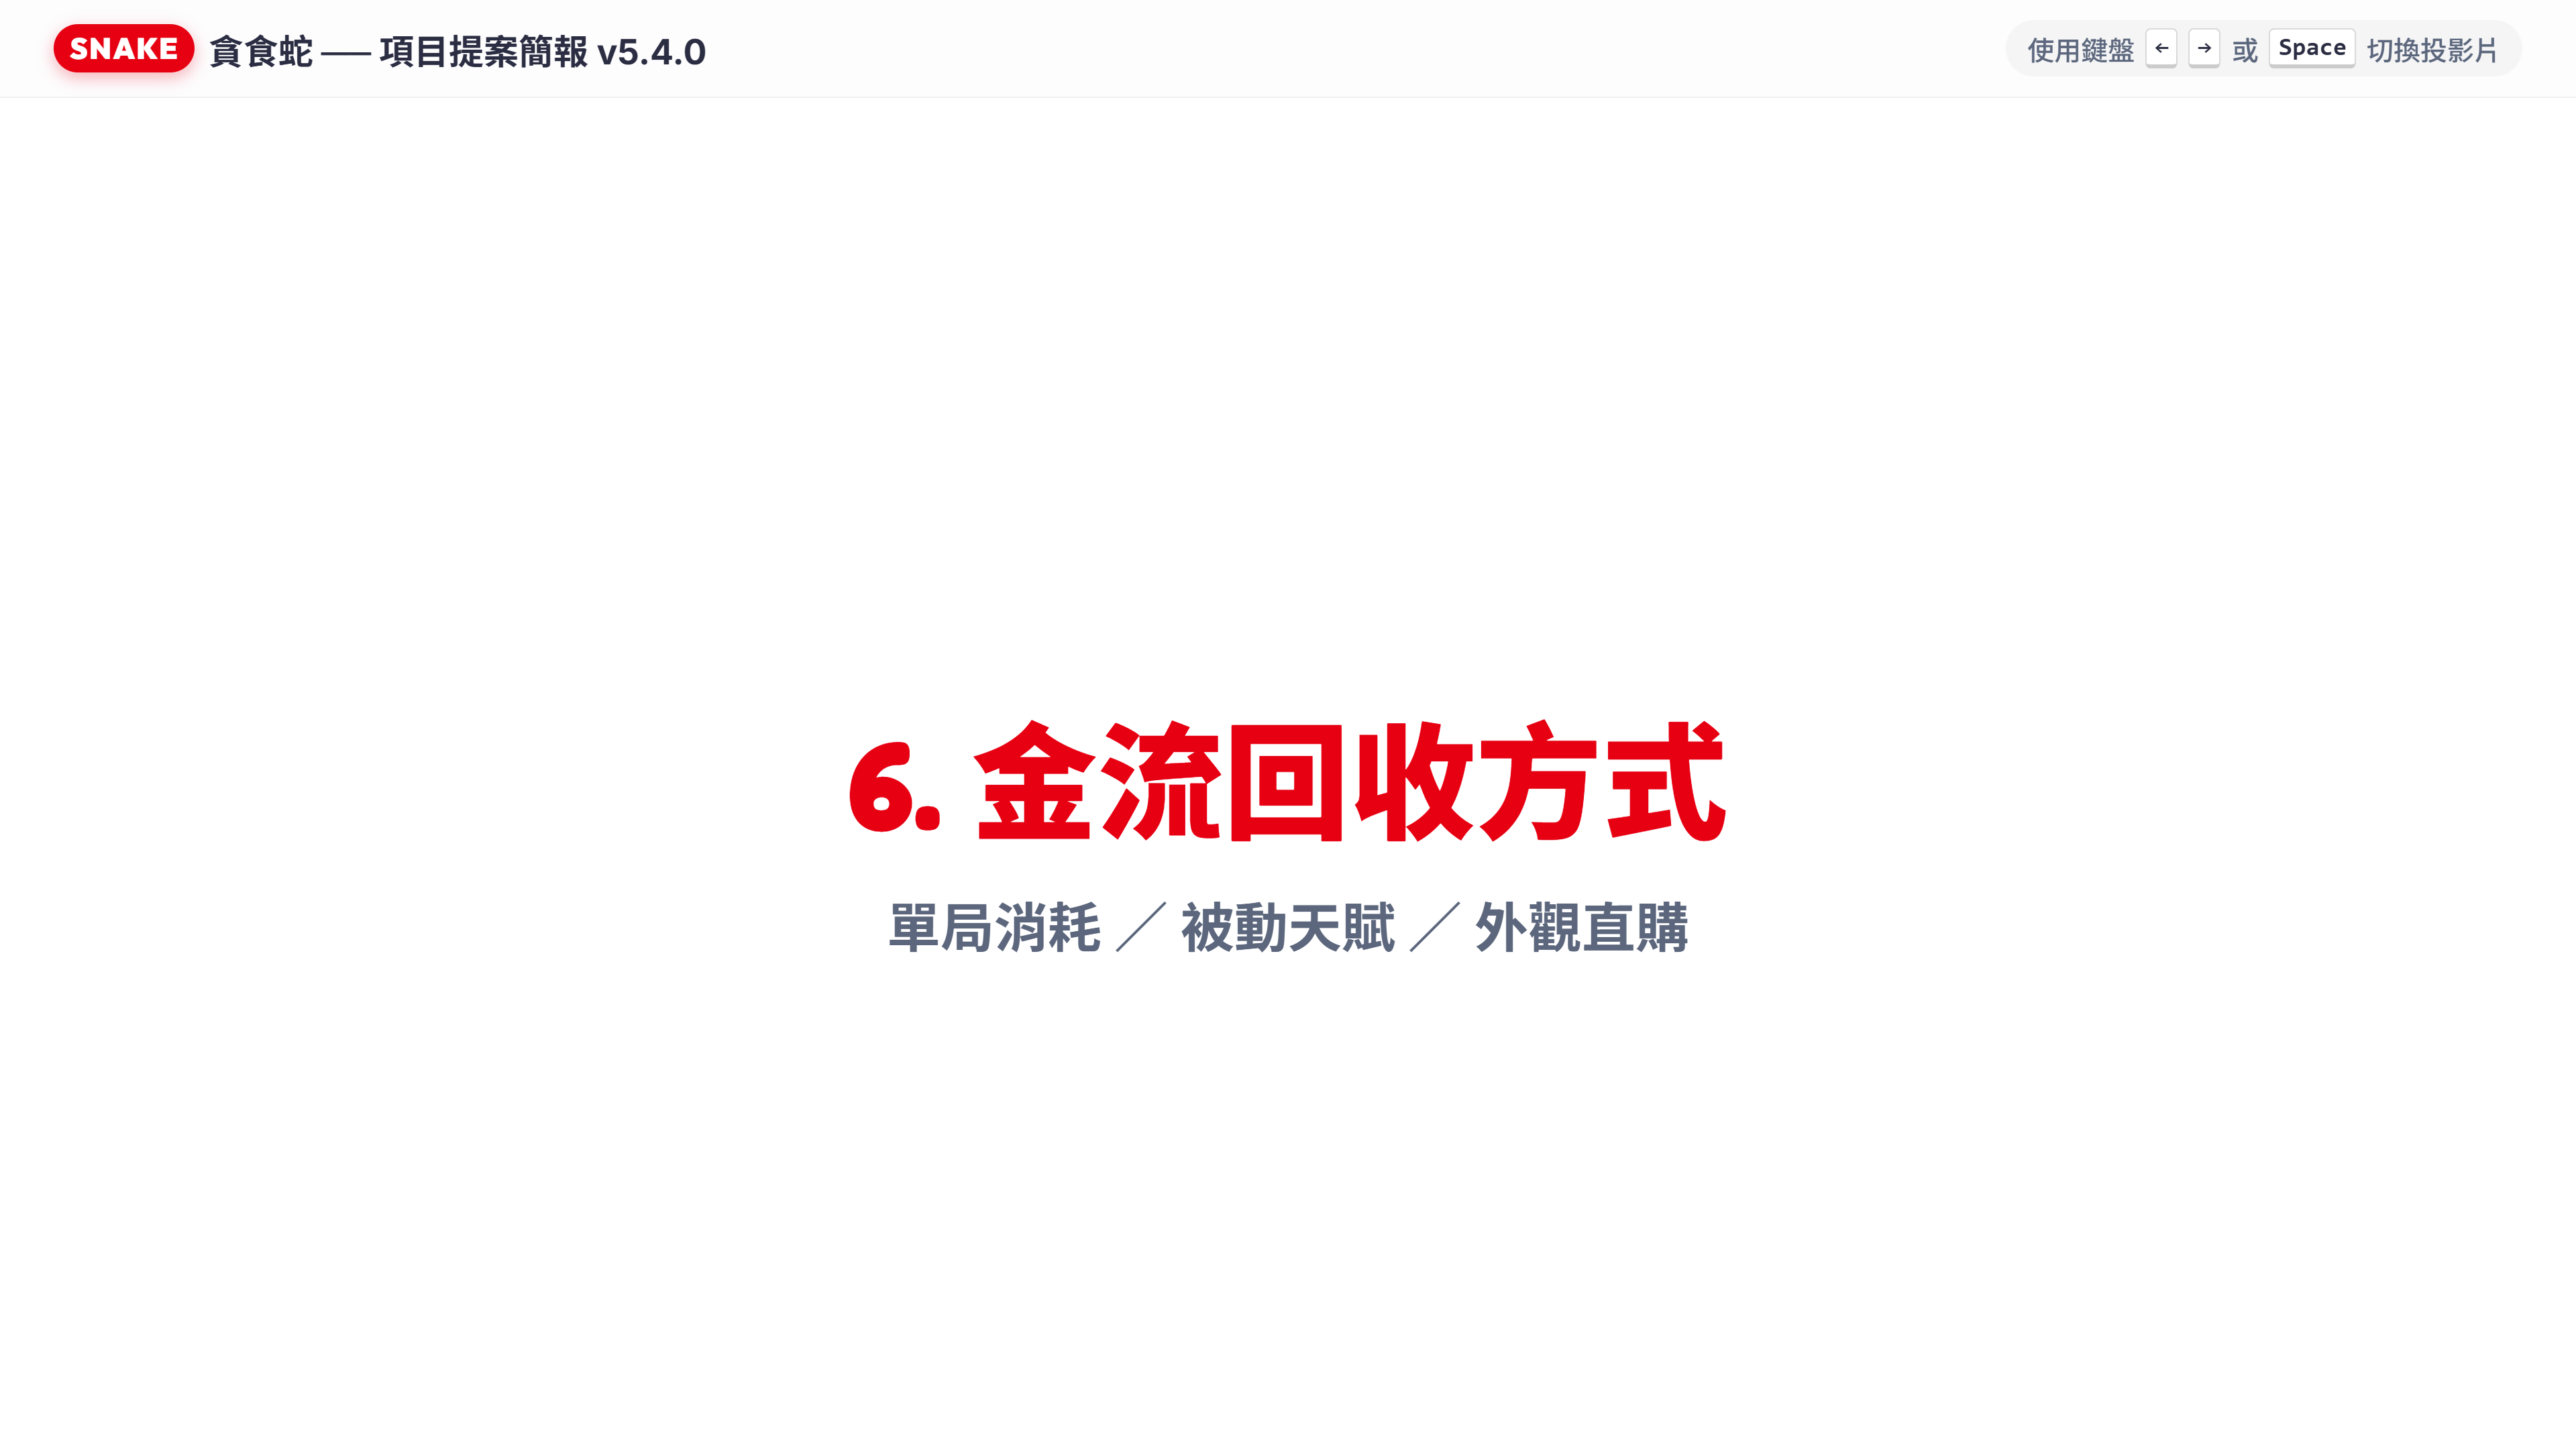 SNAKE 貪食蛇 —— 項目提案簡報 v5.4.0
使用鍵盤 ← → 或 Space 切換投影片
6. 金流回收方式
單局消耗 ／ 被動天賦 ／ 外觀直購